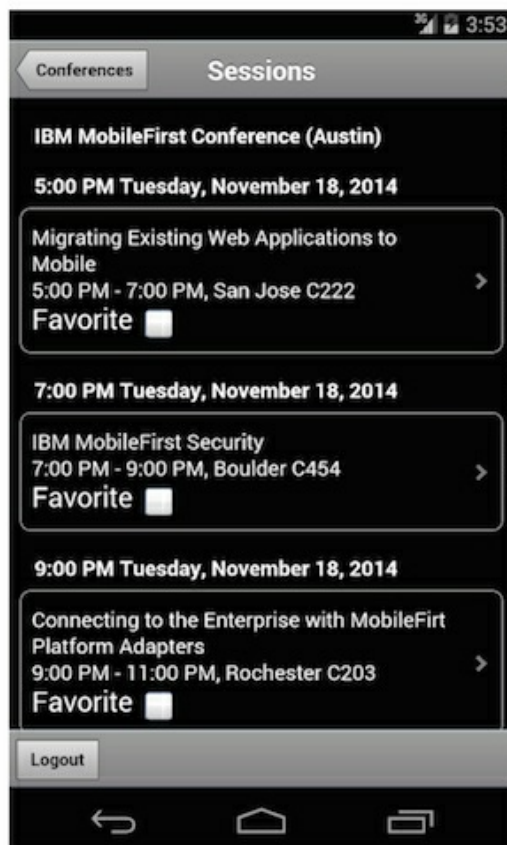 3G 3:53
Conferences Sessions
IBM MobileFirst Conference (Austin)
5:00 PM Tuesday, November 18, 2014
Migrating Existing Web Applications to
Mobile
5:00 PM - 7:00 PM, San Jose C222
Favorite
7:00 PM Tuesday, November 18, 2014
IBM MobileFirst Security
7:00 PM - 9:00 PM, Boulder C454
Favorite
9:00 PM Tuesday, November 18, 2014
Connecting to the Enterprise with MobileFirt
Platform Adapters
9:00 PM - 11:00 PM, Rochester C203
Favorite
Logout